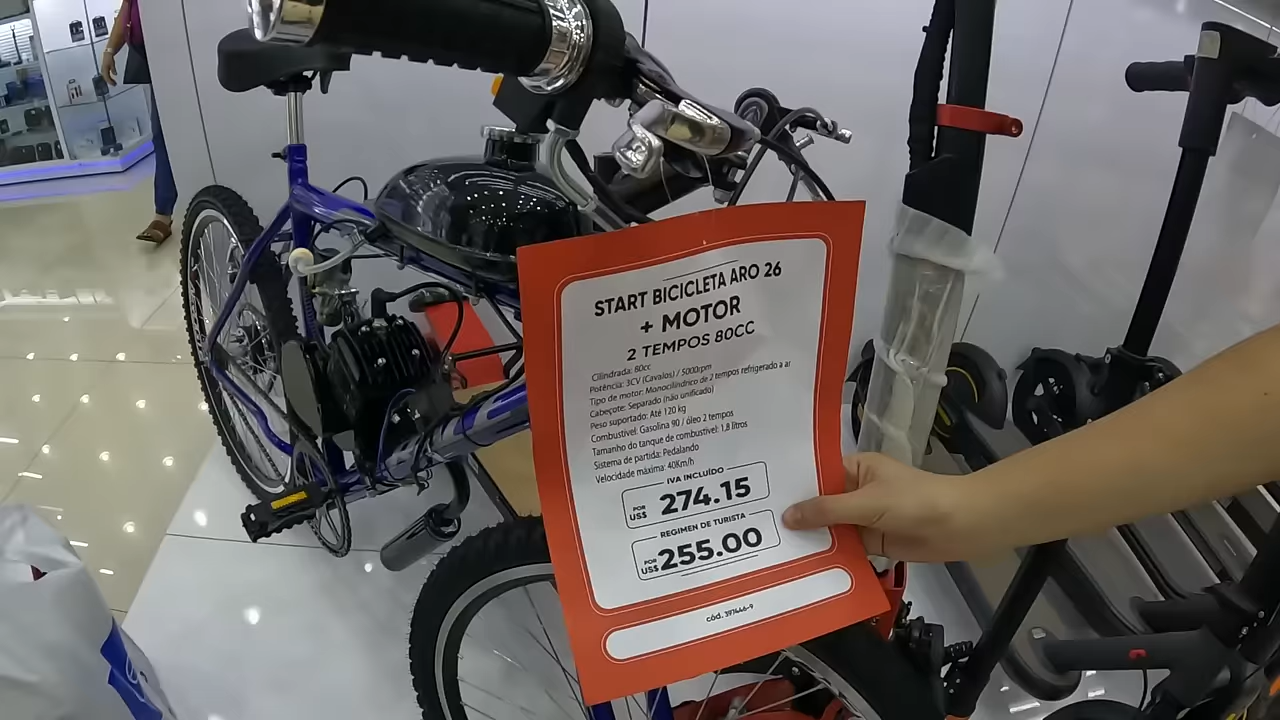 START BICICLETA ARO 26
+ MOTOR
2 TEMPOS 80CC
Cilindrada: 80cc
Potência: 3CV (Cavalos) / 5000rpm
Tipo de motor: Monocilíndrico de 2 tempos refrigerado a ar
Cabeçote: Separado (não unificado)
Peso suportado: Até 120 kg
Combustível: Gasolina 90 / óleo 2 tempos
Tamanho do tanque de combustível: 1,8 litros
Sistema de partida: Pedalando
Velocidade máxima: 40Km/h
IVA INCLUÍDO
POR US$ 274.15
REGIMEN DE TURISTA
POR US$ 255.00
cód. 397446-9